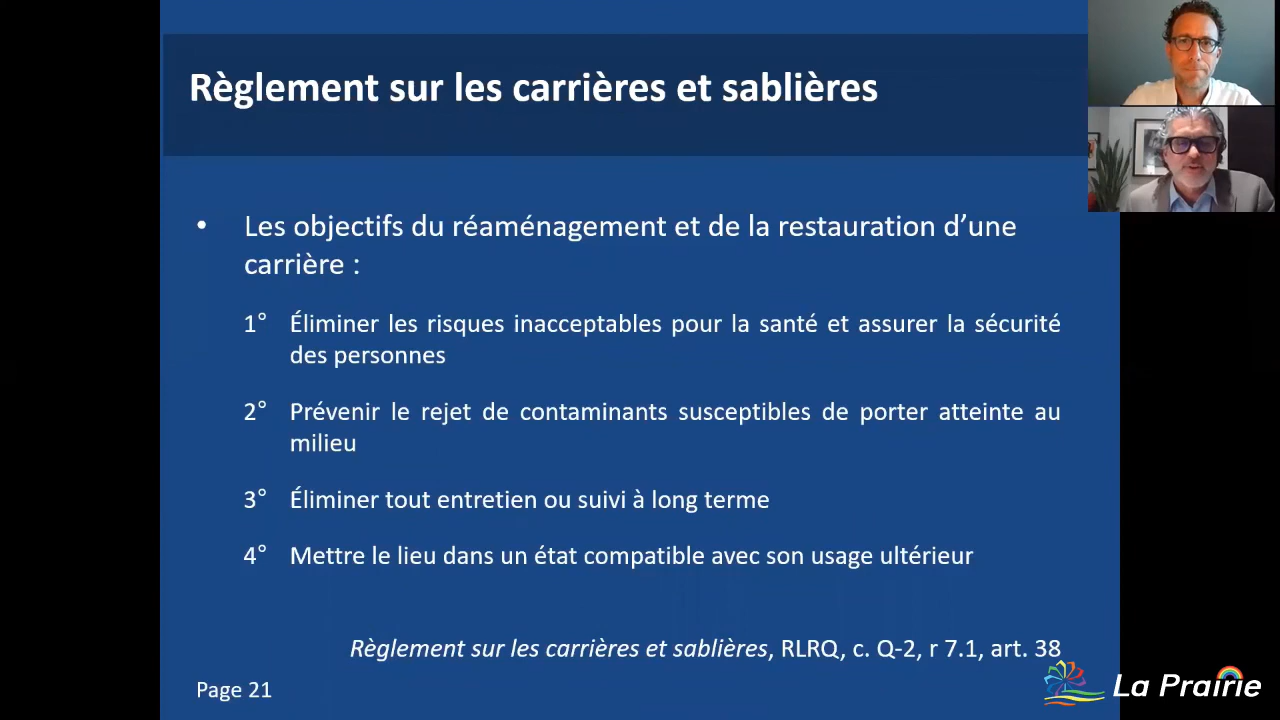 Règlement sur les carrières et sablières
• Les objectifs du réaménagement et de la restauration d’une
carrière :
1° Éliminer les risques inacceptables pour la santé et assurer la sécurité
des personnes
2° Prévenir le rejet de contaminants susceptibles de porter atteinte au
milieu
3° Éliminer tout entretien ou suivi à long terme
4° Mettre le lieu dans un état compatible avec son usage ultérieur
Règlement sur les carrières et sablières, RLRQ, c. Q-2, r 7.1, art. 38
Page 21
La Prairie